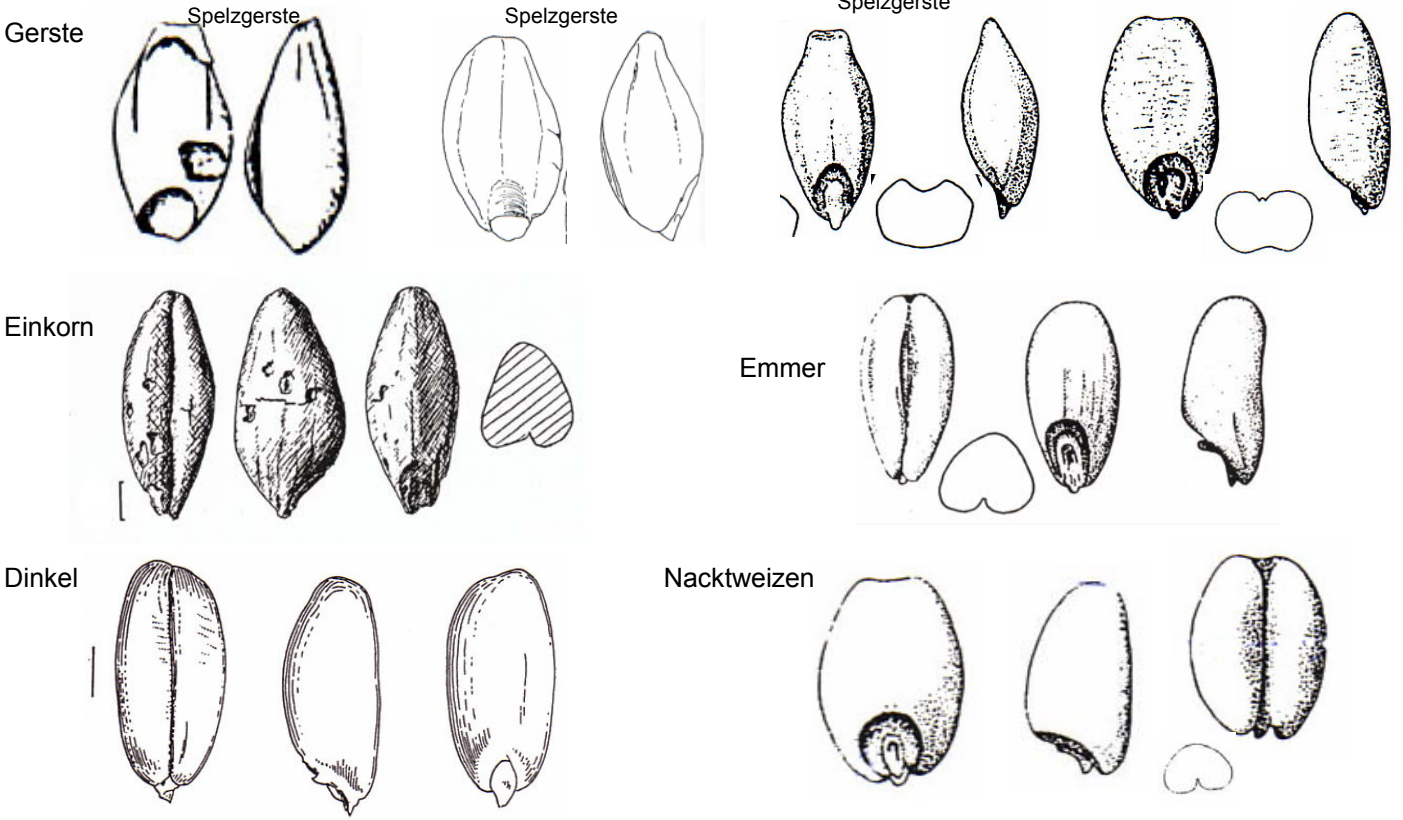 Spelzgerste
Spelzgerste
Spelzgerste
Gerste
Einkorn
Emmer
Dinkel
Nacktweizen